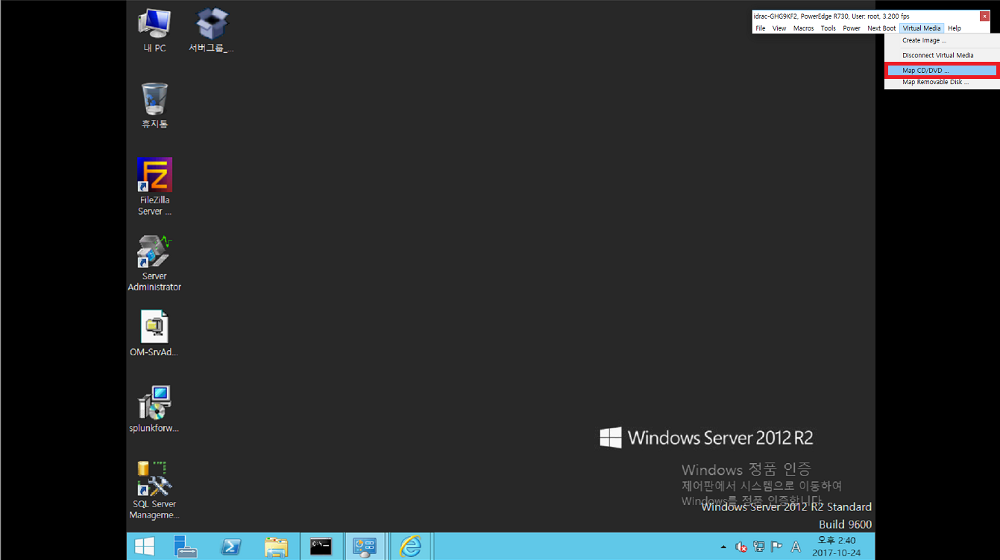 idrac-GHG9KF2, PowerEdge R730, User: root, 3.200 fps
x
File View Macros Tools Power Next Boot Virtual Media Help
Create Image ...
Disconnect Virtual Media
Map CD/DVD ...
Map Removable Disk ...
내 PC
서버그룹_...
휴지통
FileZilla
Server ...
Server
Administrator
OM-SrvAd...
splunkforw...
SQL Server
Manageme...
Windows Server 2012 R2
Windows 정품 인증
제어판에서 시스템으로 이동하여
Windows를 정품 인증합니다.
Windows Server 2012 R2 Standard
Build 9600
A
오후 2:40
2017-10-24